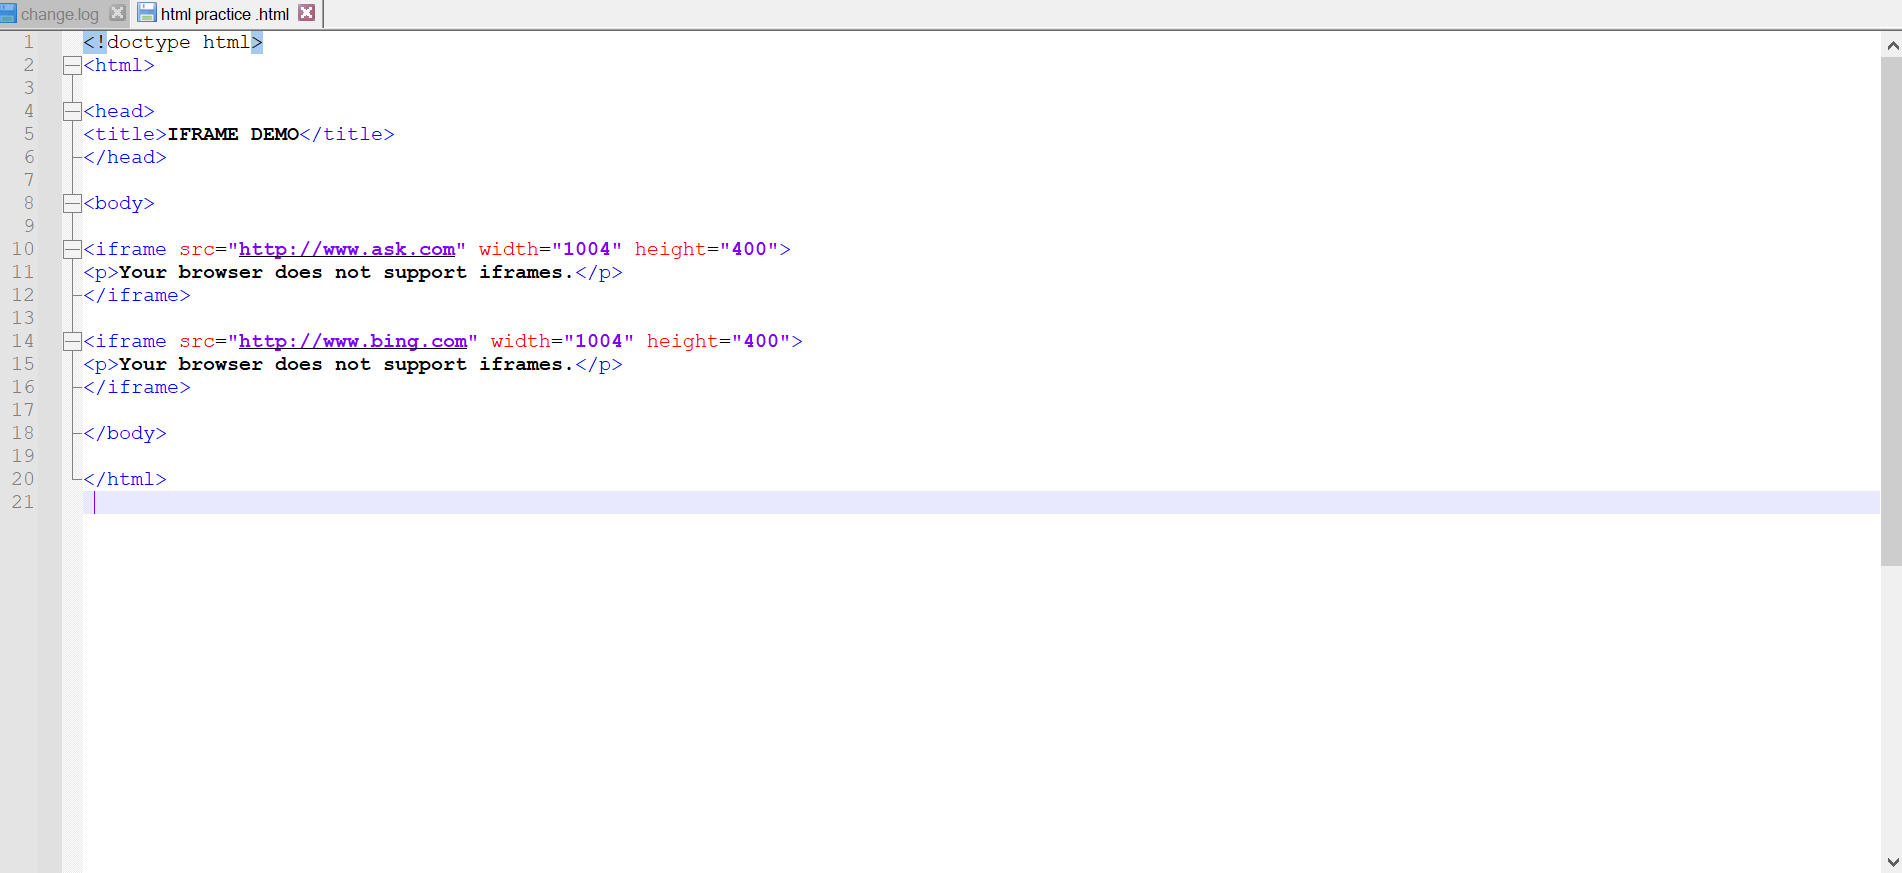 change.log html practice .html
1 <!doctype html>
2 <html>
3
4 <head>
5 <title>IFRAME DEMO</title>
6 </head>
7
8 <body>
9
10 <iframe src="http://www.ask.com" width="1004" height="400">
11 <p>Your browser does not support iframes.</p>
12 </iframe>
13
14 <iframe src="http://www.bing.com" width="1004" height="400">
15 <p>Your browser does not support iframes.</p>
16 </iframe>
17
18 </body>
19
20 </html>
21